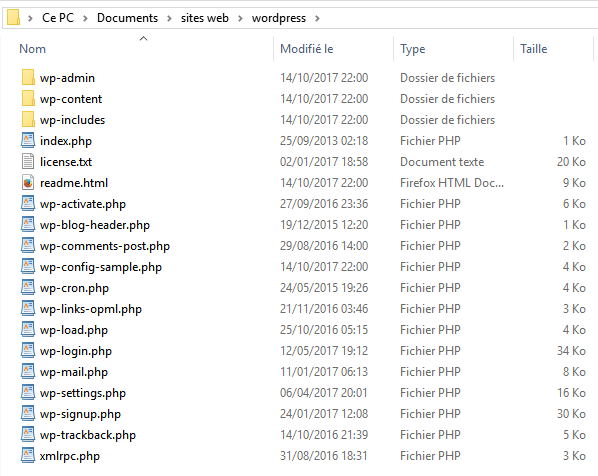 Ce PC > Documents > sites web > wordpress >
Nom Modifié le Type Taille
wp-admin 14/10/2017 22:00 Dossier de fichiers
wp-content 14/10/2017 22:00 Dossier de fichiers
wp-includes 14/10/2017 22:00 Dossier de fichiers
index.php 25/09/2013 02:18 Fichier PHP 1 Ko
license.txt 02/01/2017 18:58 Document texte 20 Ko
readme.html 14/10/2017 22:00 Firefox HTML Doc... 9 Ko
wp-activate.php 27/09/2016 23:36 Fichier PHP 6 Ko
wp-blog-header.php 19/12/2015 12:20 Fichier PHP 1 Ko
wp-comments-post.php 29/08/2016 14:00 Fichier PHP 2 Ko
wp-config-sample.php 14/10/2017 22:00 Fichier PHP 4 Ko
wp-cron.php 24/05/2015 19:26 Fichier PHP 4 Ko
wp-links-opml.php 21/11/2016 03:46 Fichier PHP 3 Ko
wp-load.php 25/10/2016 05:15 Fichier PHP 4 Ko
wp-login.php 12/05/2017 19:12 Fichier PHP 34 Ko
wp-mail.php 11/01/2017 06:13 Fichier PHP 8 Ko
wp-settings.php 06/04/2017 20:01 Fichier PHP 16 Ko
wp-signup.php 24/01/2017 12:08 Fichier PHP 30 Ko
wp-trackback.php 14/10/2016 21:39 Fichier PHP 5 Ko
xmlrpc.php 31/08/2016 18:31 Fichier PHP 3 Ko